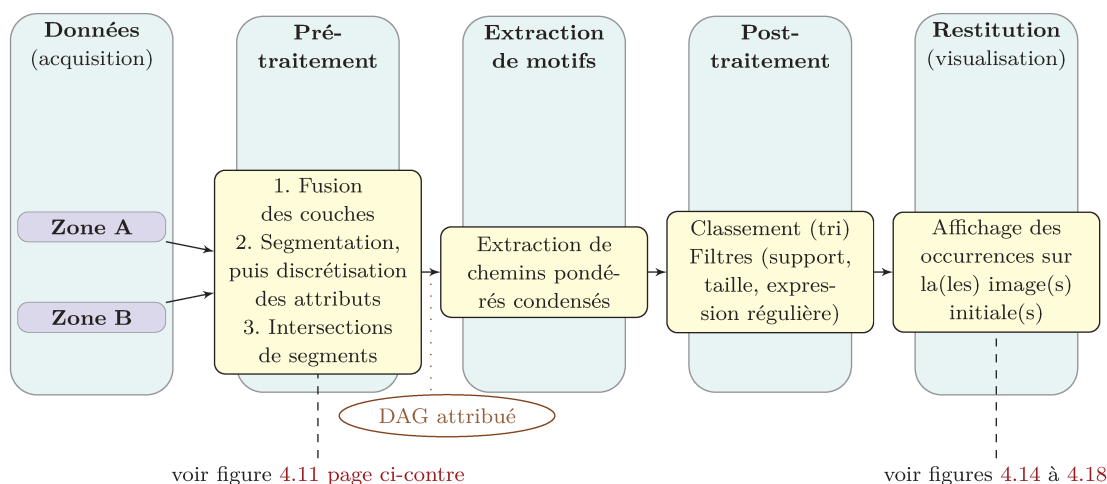 Données
(acquisition)
Pré-
traitement
Extraction
de motifs
Post-
traitement
Restitution
(visualisation)
Zone A
Zone B
1. Fusion
des couches
2. Segmentation,
puis discrétisation
des attributs
3. Intersections
de segments
Extraction de
chemins pondé-
rés condensés
Classement (tri)
Filtres (support,
taille, expres-
sion régulière)
Affichage des
occurrences sur
la(les) image(s)
initiale(s)
DAG attribué
voir figure 4.11 page ci-contre
voir figures 4.14 à 4.18